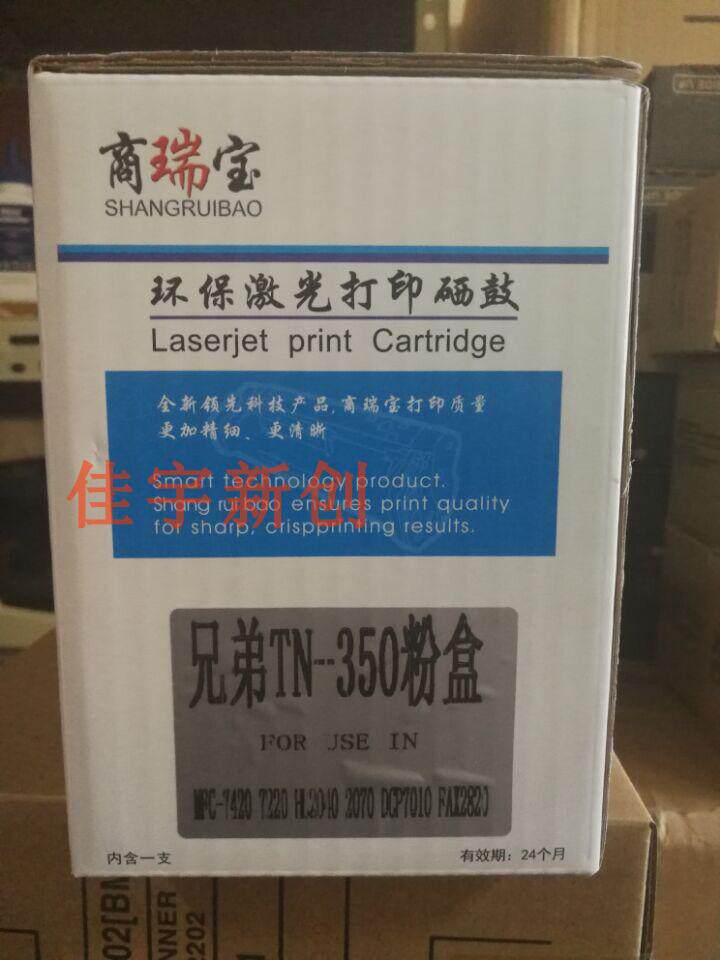 商瑞宝
SHANGRUIBAO
环保激光打印硒鼓
Laserjet print Cartridge
全新领先科技产品,商瑞宝打印质量
更加精细、更清晰
Smart technology product.
Shang ruibao ensures print quality
for sharp, crispprinting results.
佳宇新创
兄弟TN--350粉盒
FOR USE IN
MFC-7420 7220 HL2040 2070 DCP7010 FAX2820
内含一支
有效期：24个月
02[BM
NNER
2202